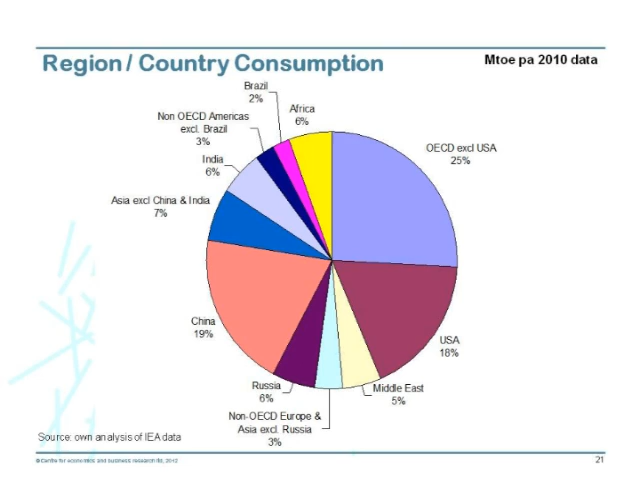 Region / Country Consumption
Mtoe pa 2010 data
Brazil
2%
Africa
6%
Non OECD Americas
excl. Brazil
3%
OECD excl USA
25%
India
6%
Asia excl China & India
7%
China
19%
USA
18%
Russia
6%
Middle East
5%
Non-OECD Europe &
Asia excl. Russia
3%
Source: own analysis of IEA data
© Centre for economics and business research ltd, 2012
21